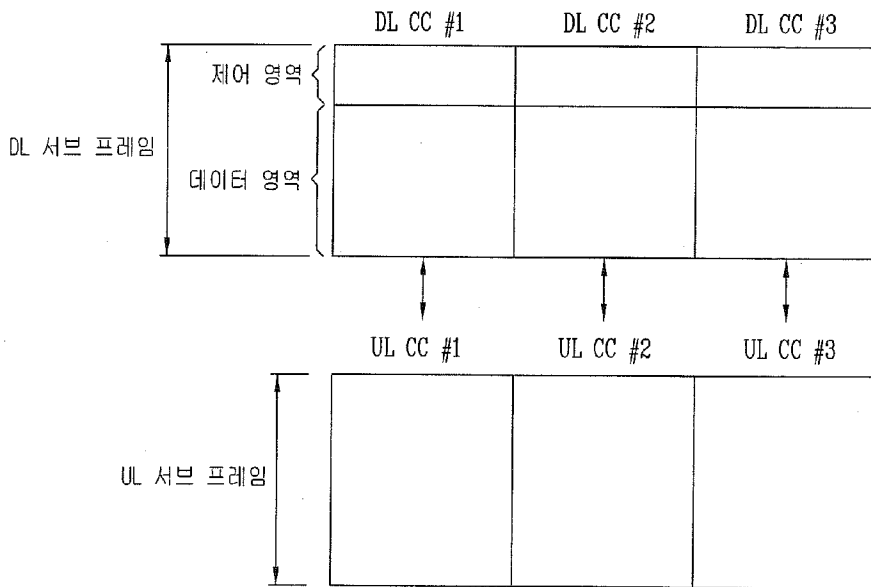 DL CC #1
DL CC #2
DL CC #3
제어 영역
DL 서브 프레임
데이터 영역
UL CC #1
UL CC #2
UL CC #3
UL 서브 프레임